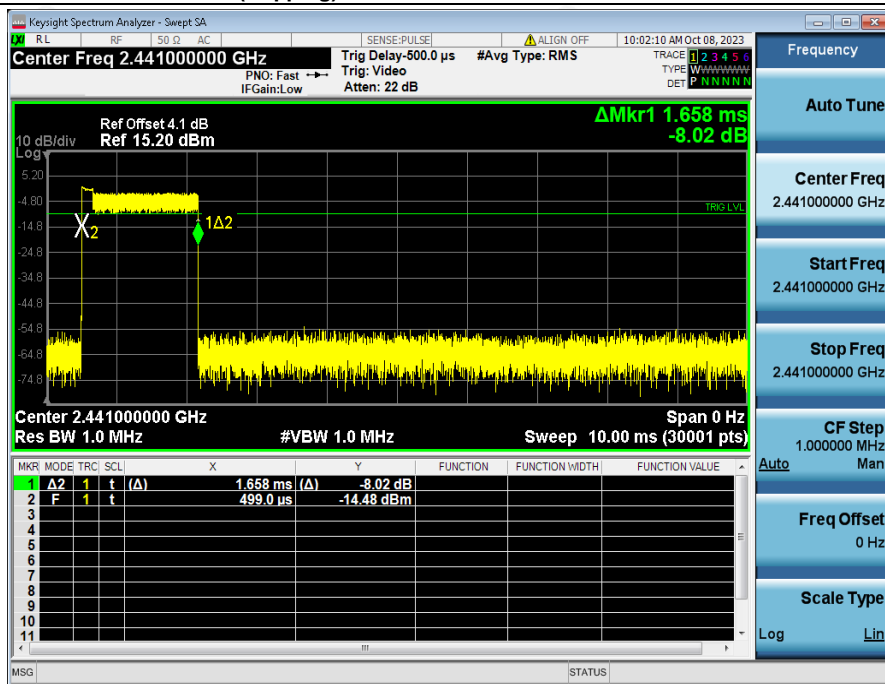 Keysight Spectrum Analyzer - Swept SA
LXI RL RF 50 Ω AC SENSE:PULSE ALIGN OFF 10:02:10 AM Oct 08, 2023
Center Freq 2.441000000 GHz Trig Delay-500.0 µs #Avg Type: RMS TRACE 1 2 3 4 5 6
PNO: Fast Trig: Video TYPE WWWWWW
IFGain:Low Atten: 22 dB DET P N N N N N
ΔMkr1 1.658 ms
-8.02 dB
Ref Offset 4.1 dB
10 dB/div Ref 15.20 dBm
Log
5.20
-4.80
TRIG LVL
-14.8
2
1Δ2
-24.8
-34.8
-44.8
-54.8
-64.8
-74.8
Center 2.441000000 GHz Span 0 Hz
Res BW 1.0 MHz #VBW 1.0 MHz Sweep 10.00 ms (30001 pts)
MKR MODE TRC SCL X Y FUNCTION FUNCTION WIDTH FUNCTION VALUE
1 Δ2 1 t (Δ) 1.658 ms (Δ) -8.02 dB
2 F 1 t 499.0 µs -14.48 dBm
3
4
5
6
7
8
9
10
11
MSG STATUS
Frequency
Auto Tune
Center Freq
2.441000000 GHz
Start Freq
2.441000000 GHz
Stop Freq
2.441000000 GHz
CF Step
1.000000 MHz
Auto Man
Freq Offset
0 Hz
Scale Type
Log Lin